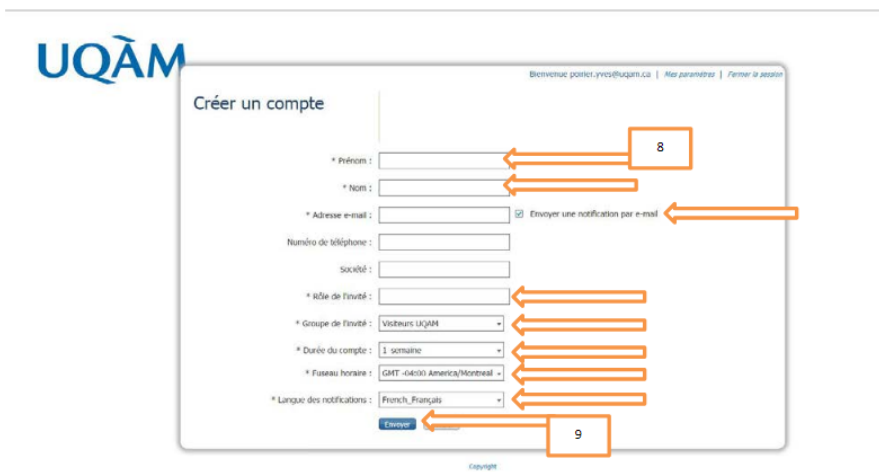 UQÀM
Bienvenue poirier.yves@uqam.ca | Mes paramètres | Fermer la session
Créer un compte
8
* Prénom :
* Nom :
* Adresse e-mail : Envoyer une notification par e-mail
Numéro de téléphone :
Société :
* Rôle de l'invité :
* Groupe de l'invité : Visiteurs UQAM
* Durée du compte : 1 semaine
* Fuseau horaire : GMT -04:00 America/Montreal
* Langue des notifications : French_Français
Envoyer
9
Copyright